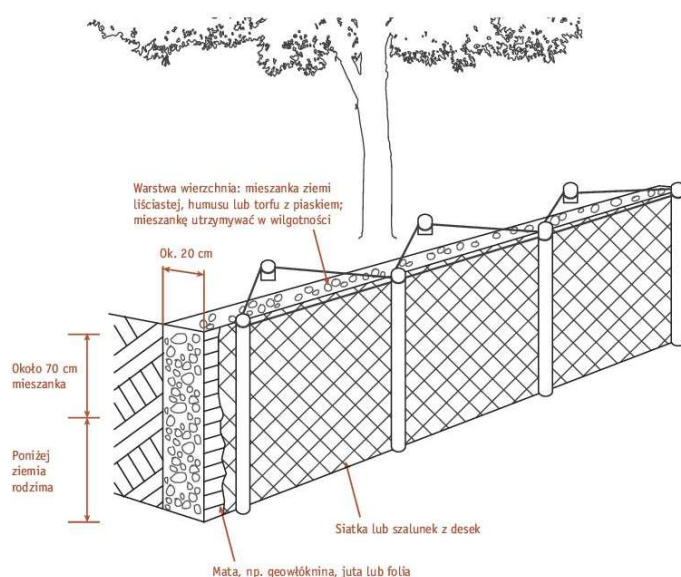 Warstwa wierzchnia: mieszanka ziemi
liściastej, humusu lub torfu z piaskiem;
mieszankę utrzymywać w wilgotności
Ok. 20 cm
Około 70 cm
mieszanka
Poniżej
ziemia
rodzima
Siatka lub szalunek z desek
Mata, np. geowłóknina, juta lub folia